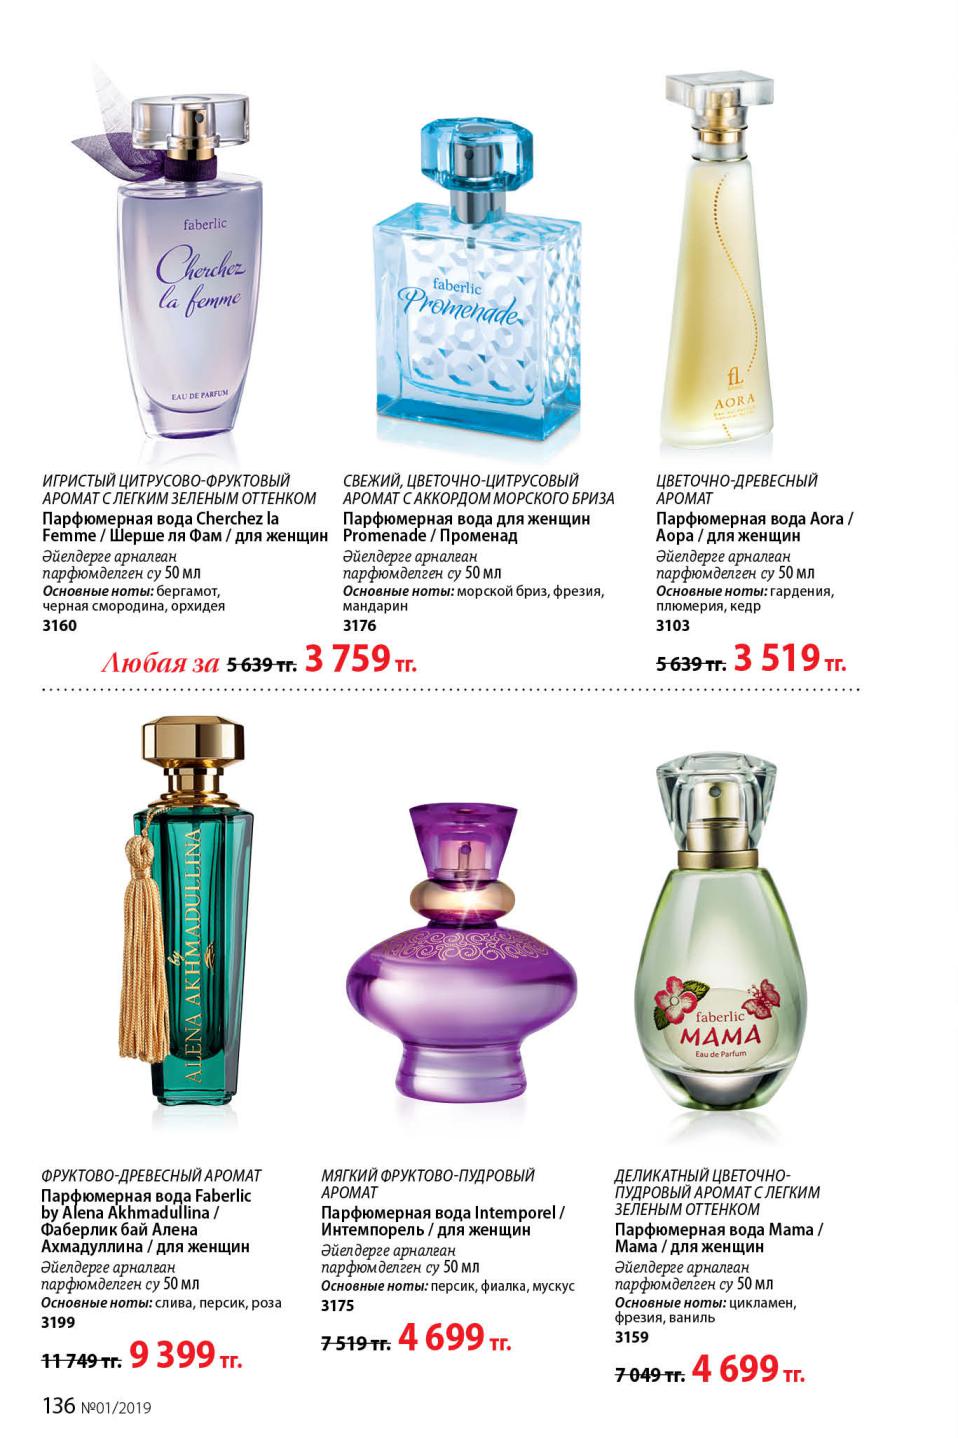 faberlic
Cherchez
la femme
EAU DE PARFUM
faberlic
Promenade
fL
AORA
ИГРИСТЫЙ ЦИТРУСОВО-ФРУКТОВЫЙ
АРОМАТ С ЛЕГКИМ ЗЕЛЕНЫМ ОТТЕНКОМ
Парфюмерная вода Cherchez la
Femme / Шерше ля Фам / для женщин
Әйелдерге арналған
парфюмделген су 50 мл
Основные ноты: бергамот,
черная смородина, орхидея
3160
СВЕЖИЙ, ЦВЕТОЧНО-ЦИТРУСОВЫЙ
АРОМАТ С АККОРДОМ МОРСКОГО БРИЗА
Парфюмерная вода для женщин
Promenade / Променад
Әйелдерге арналған
парфюмделген су 50 мл
Основные ноты: морской бриз, фрезия,
мандарин
3176
Любая за 5 639 тг. 3 759 тг.
ЦВЕТОЧНО-ДРЕВЕСНЫЙ
АРОМАТ
Парфюмерная вода Aora /
Аора / для женщин
Әйелдерге арналған
парфюмделген су 50 мл
Основные ноты: гардения,
плюмерия, кедр
3103
5 639 тг. 3 519 тг.
by
ALENA AKHMADULLINA
faberlic
МАМА
Eau de Parfum
ФРУКТОВО-ДРЕВЕСНЫЙ АРОМАТ
Парфюмерная вода Faberlic
by Alena Akhmadullina /
Фаберлик бай Алена
Ахмадуллина / для женщин
Әйелдерге арналған
парфюмделген су 50 мл
Основные ноты: слива, персик, роза
3199
11 749 тг. 9 399 тг.
МЯГКИЙ ФРУКТОВО-ПУДРОВЫЙ
АРОМАТ
Парфюмерная вода Intemporel /
Интемпорель / для женщин
Әйелдерге арналған
парфюмделген су 50 мл
Основные ноты: персик, фиалка, мускус
3175
7 519 тг. 4 699 тг.
ДЕЛИКАТНЫЙ ЦВЕТОЧНО-
ПУДРОВЫЙ АРОМАТ С ЛЕГКИМ
ЗЕЛЕНЫМ ОТТЕНКОМ
Парфюмерная вода Mama /
Мама / для женщин
Әйелдерге арналған
парфюмделген су 50 мл
Основные ноты: цикламен,
фрезия, ваниль
3159
7 049 тг. 4 699 тг.
136 №01/2019